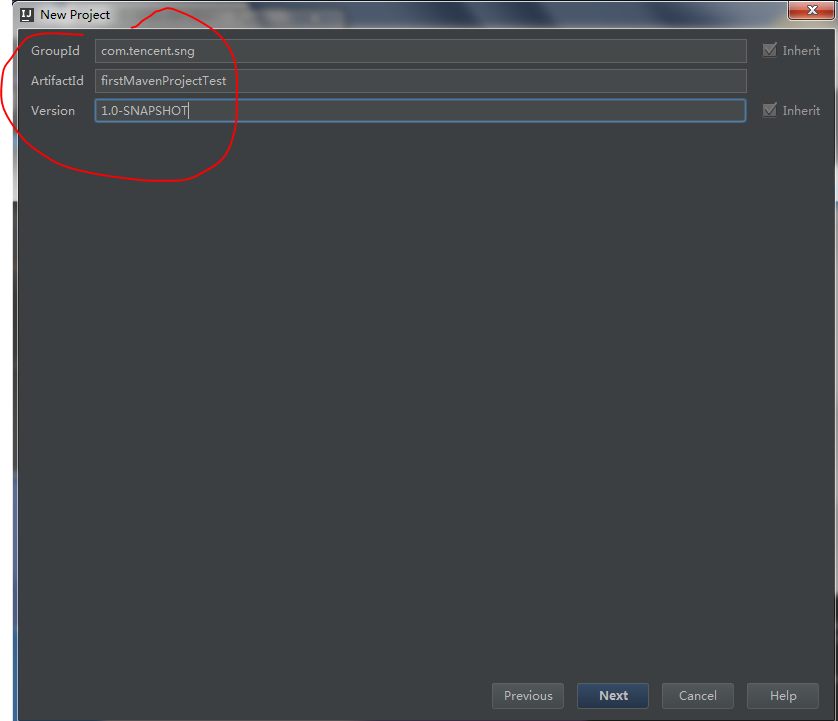 IJ New Project
GroupId com.tencent.sng Inherit
ArtifactId firstMavenProjectTest
Version 1.0-SNAPSHOT Inherit
Previous Next Cancel Help